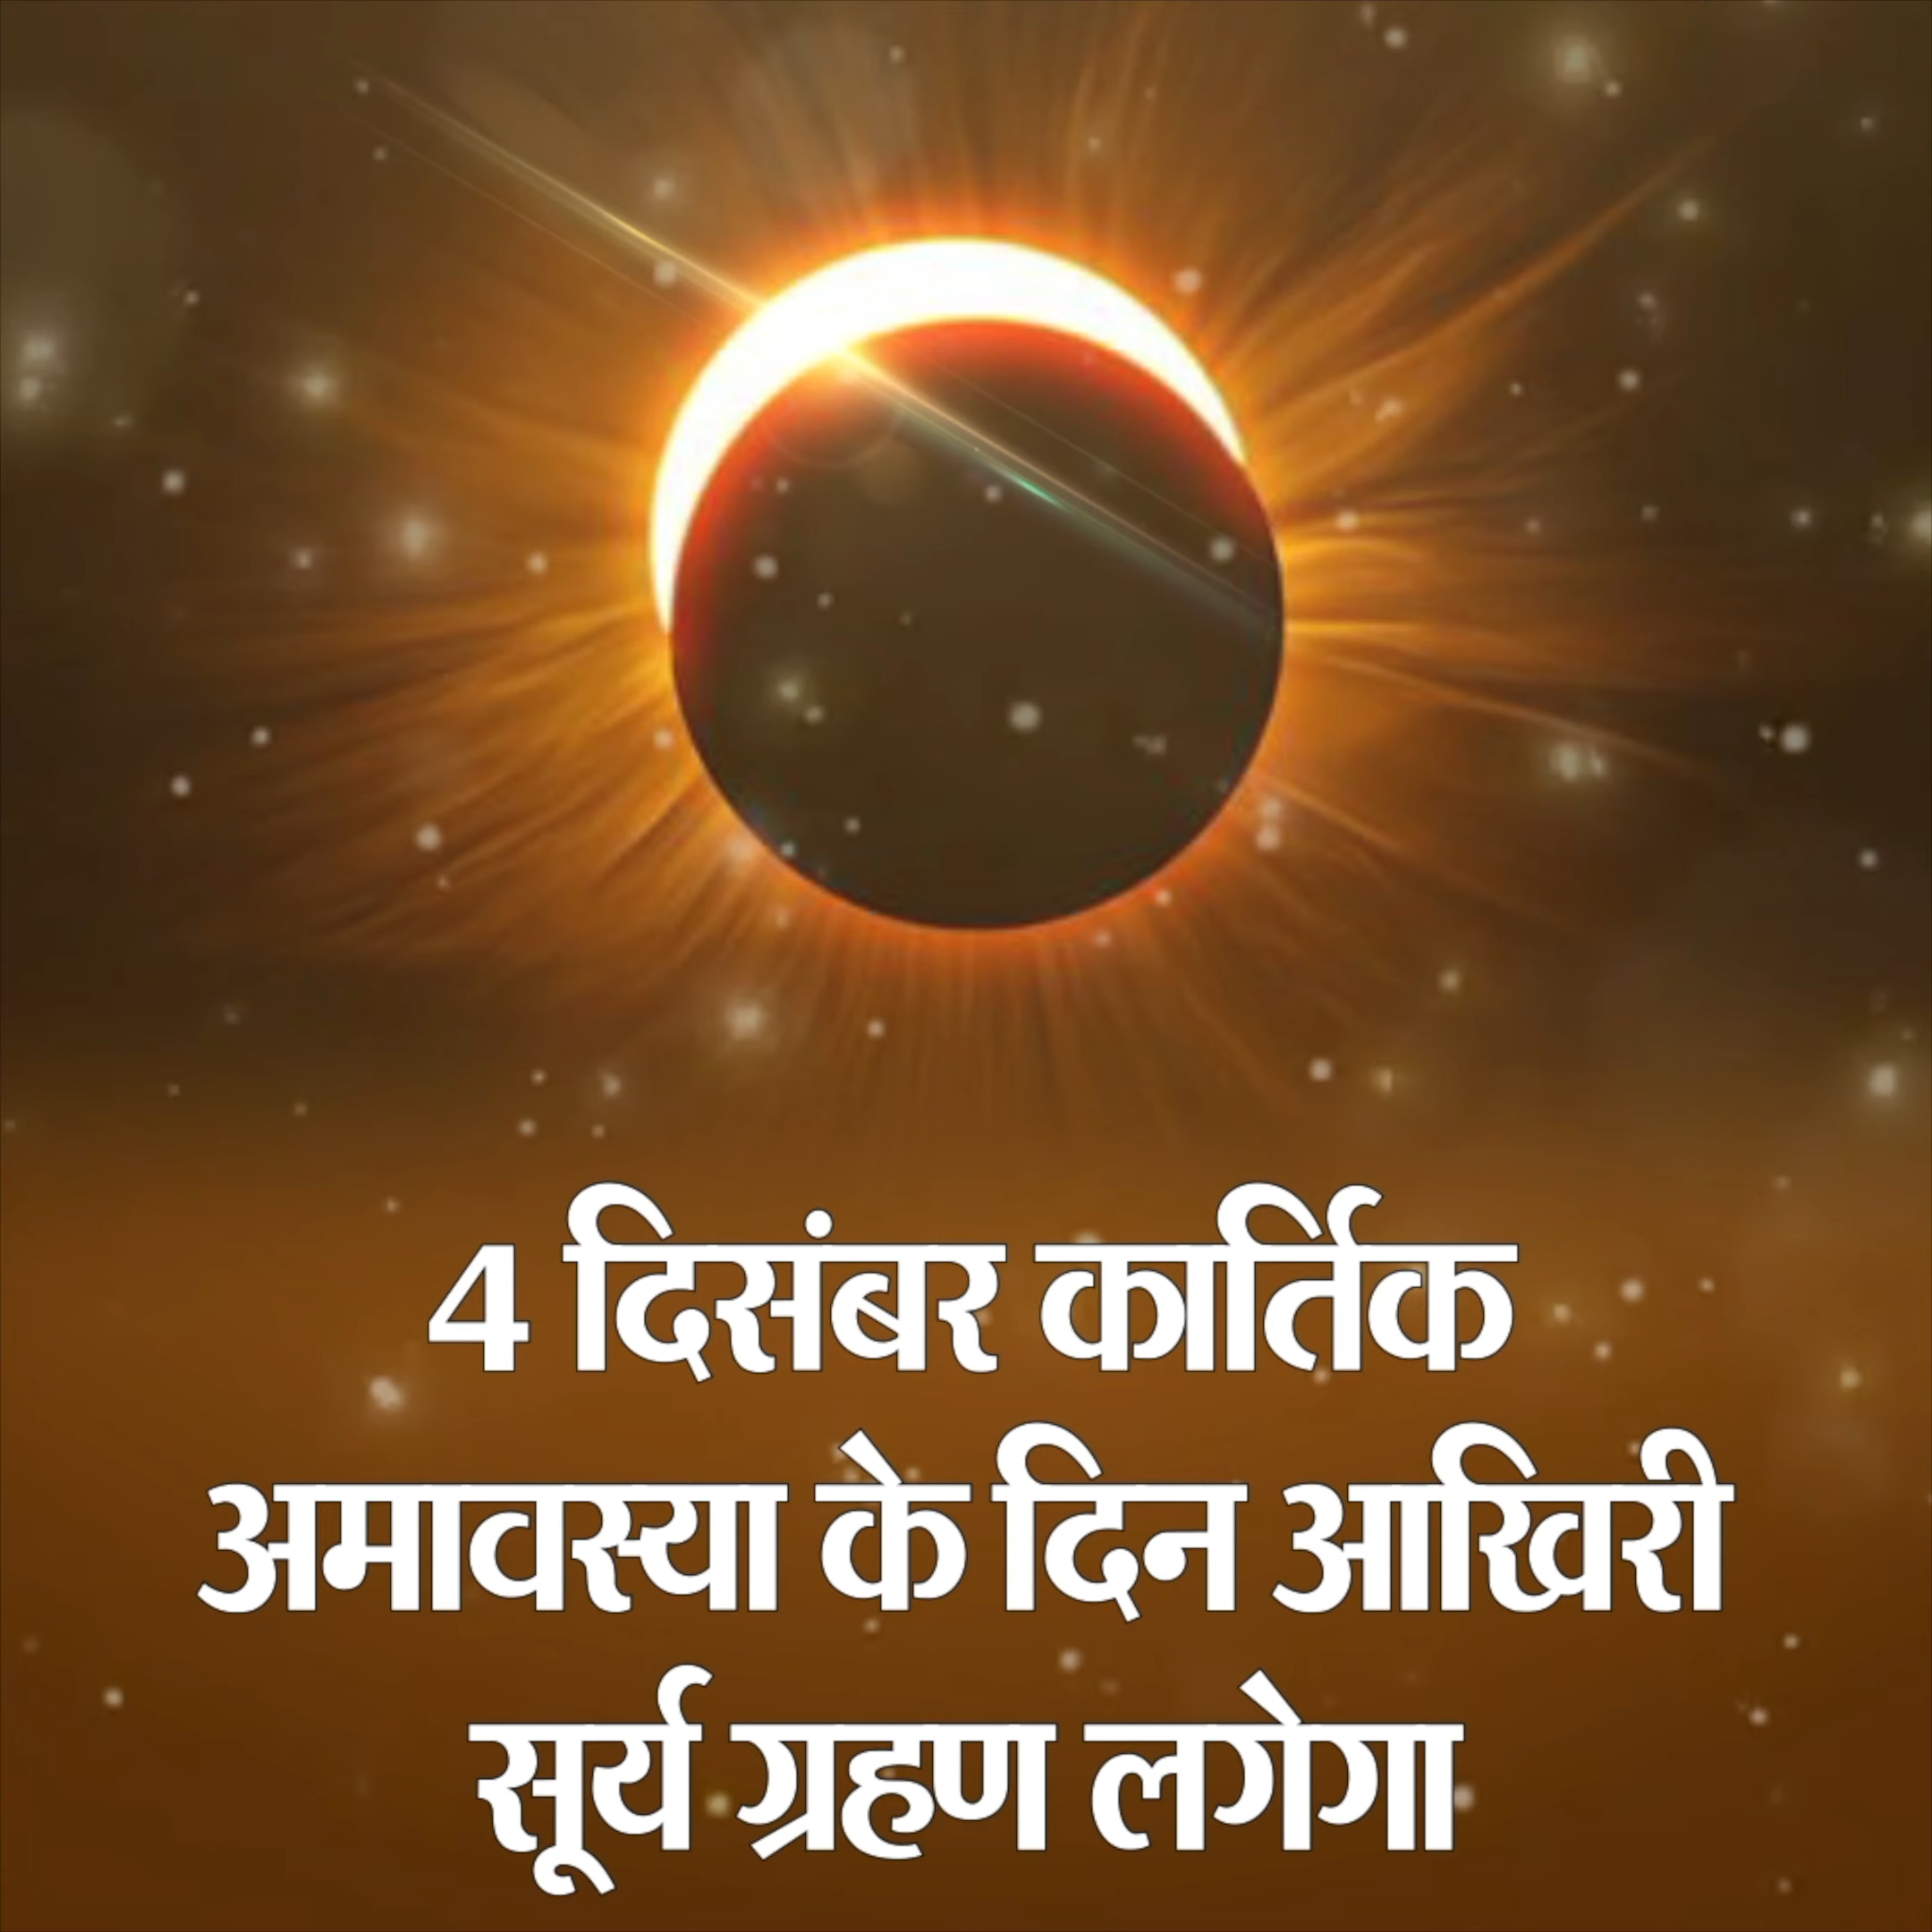 4 दिसंबर कार्तिक
अमावस्या के दिन आखिरी
सूर्य ग्रहण लगेगा